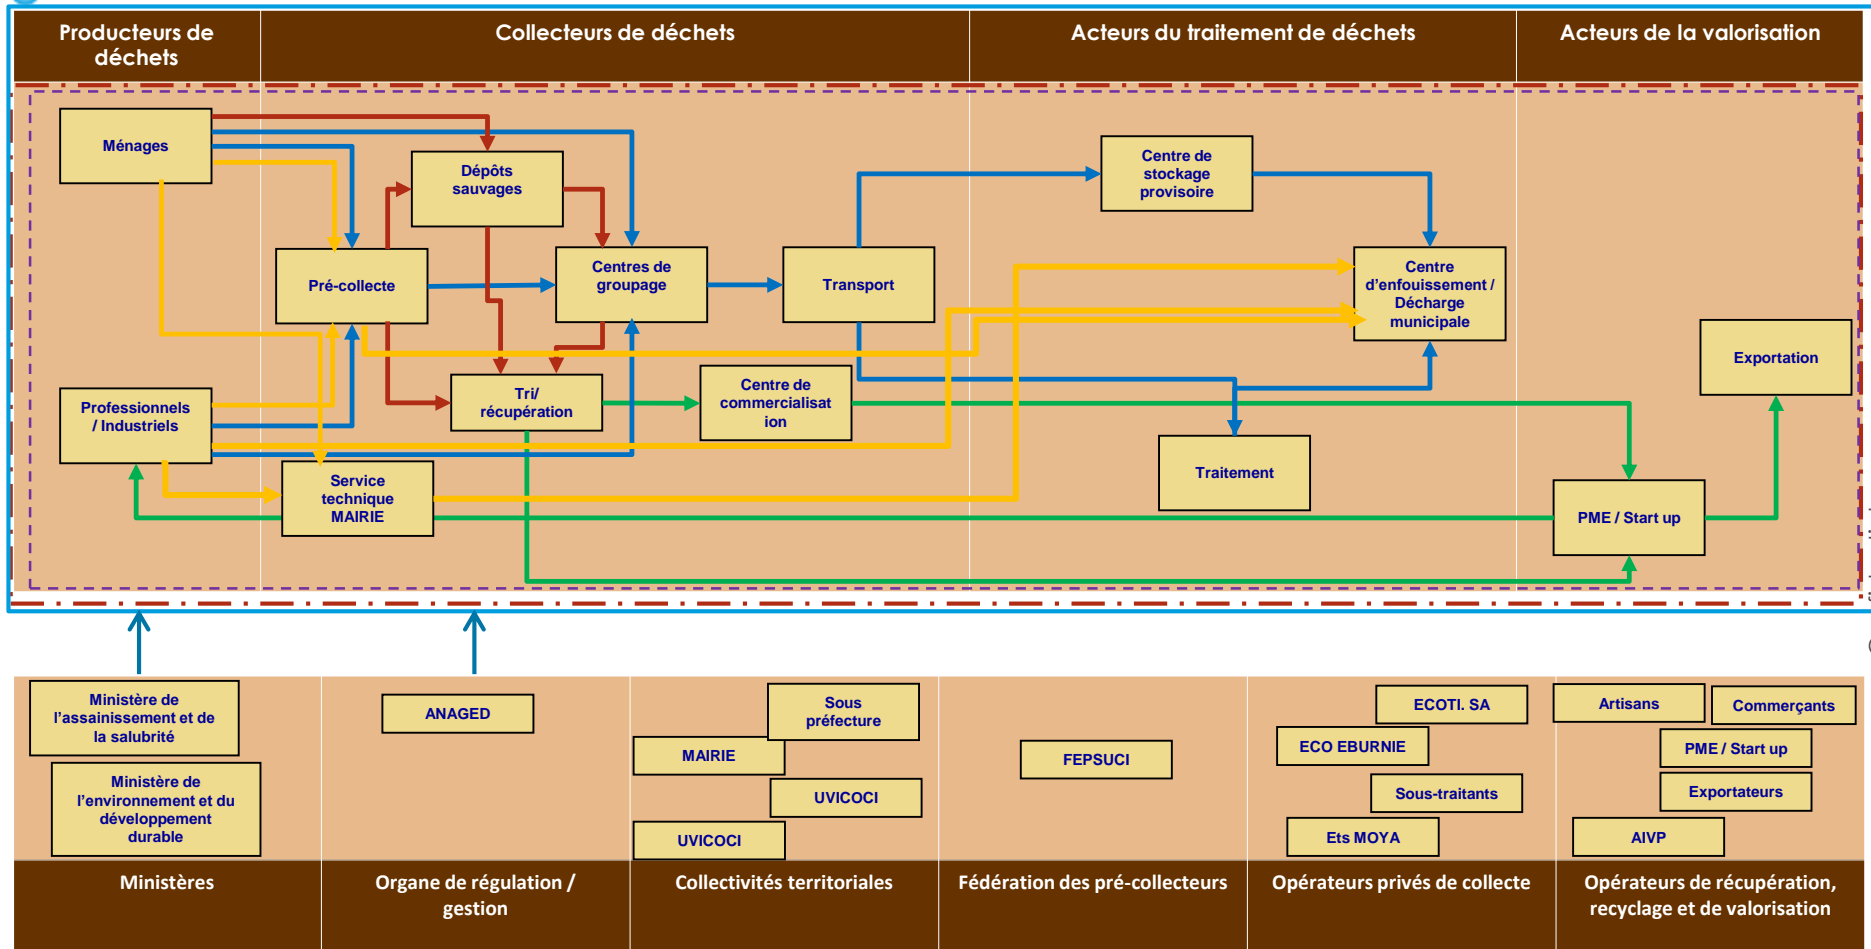 Producteurs de
déchets
Collecteurs de déchets
Acteurs du traitement de déchets
Acteurs de la valorisation
Ménages
Dépôts
sauvages
Centre de
stockage
provisoire
Pré-collecte
Centres de
groupage
Transport
Centre
d'enfouissement /
Décharge
municipale
Exportation
Professionnels
/ Industriels
Tri/
récupération
Centre de
commercialisat
ion
Traitement
Service
technique
MAIRIE
PME / Start up
Ministère de
l'assainissement et de
la salubrité
Ministère de
l'environnement et du
développement
durable
ANAGED
Sous
préfecture
MAIRIE
UVICOCI
UVICOCI
FEPSUCI
ECOTI. SA
ECO EBURNIE
Sous-traitants
Ets MOYA
Artisans
Commerçants
PME / Start up
Exportateurs
AIVP
Ministères
Organe de régulation /
gestion
Collectivités territoriales
Fédération des pré-collecteurs
Opérateurs privés de collecte
Opérateurs de récupération,
recyclage et de valorisation